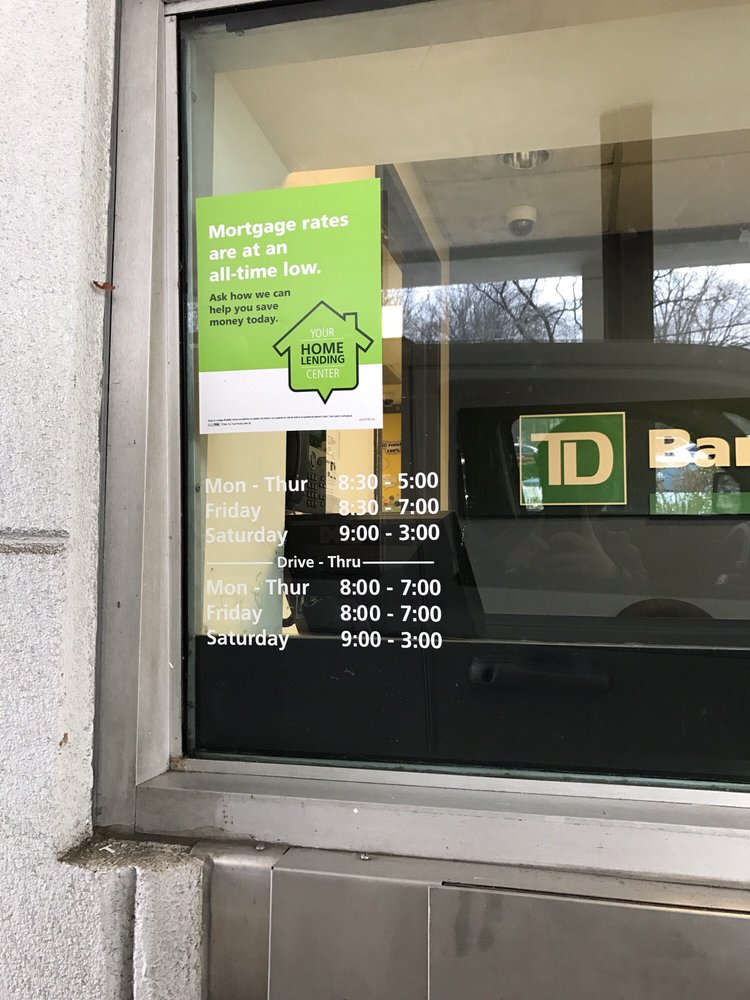 Mortgage rates
are at an
all-time low.
Ask how we can
help you save
money today.
YOUR
HOME
LENDING
CENTER
Mon - Thur 8:30 - 5:00
Friday 8:30 - 7:00
Saturday 9:00 - 3:00
Drive - Thru
Mon - Thur 8:00 - 7:00
Friday 8:00 - 7:00
Saturday 9:00 - 3:00
TD Ban